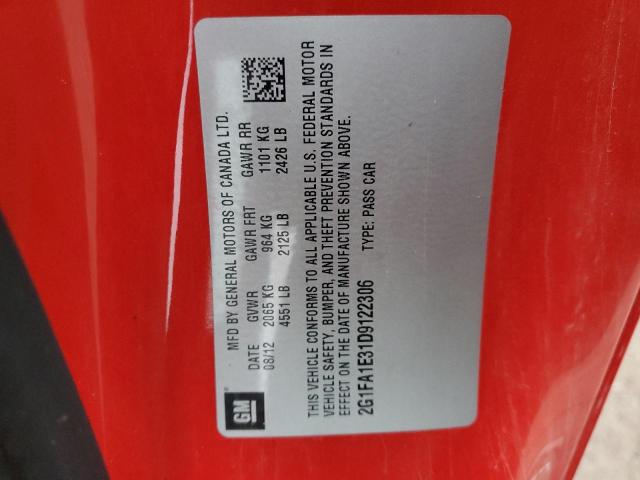 MFD BY GENERAL MOTORS OF CANADA LTD.
DATE GVWR GAWR FRT GAWR RR
08/12 2065 KG 964 KG 1101 KG
4551 LB 2125 LB 2426 LB
THIS VEHICLE CONFORMS TO ALL APPLICABLE U.S. FEDERAL MOTOR
VEHICLE SAFETY, BUMPER, AND THEFT PREVENTION STANDARDS IN
EFFECT ON THE DATE OF MANUFACTURE SHOWN ABOVE.
2G1FA1E31D9122306 TYPE: PASS CAR
GM®